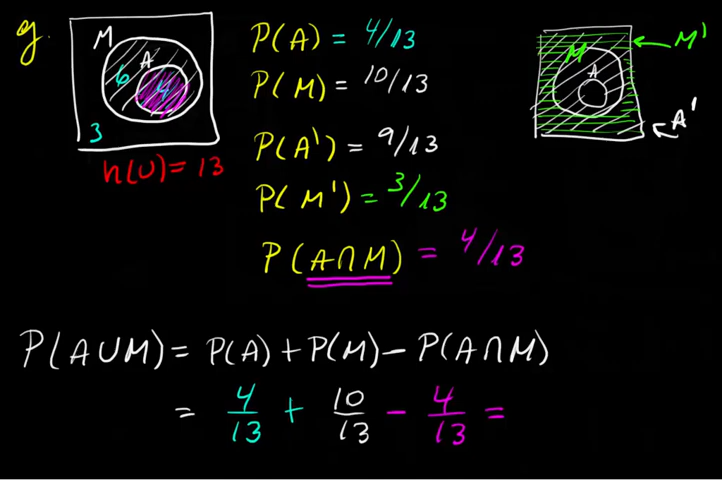 g.
M
A
6
4
3
n(U) = 13
P(A) = 4/13
P(M) = 10/13
P(A') = 9/13
P(M') = 3/13
P(A∩M) = 4/13
M
A
M'
A'
P(A∪M) = P(A) + P(M) - P(A∩M)
= 4/13 + 10/13 - 4/13 =